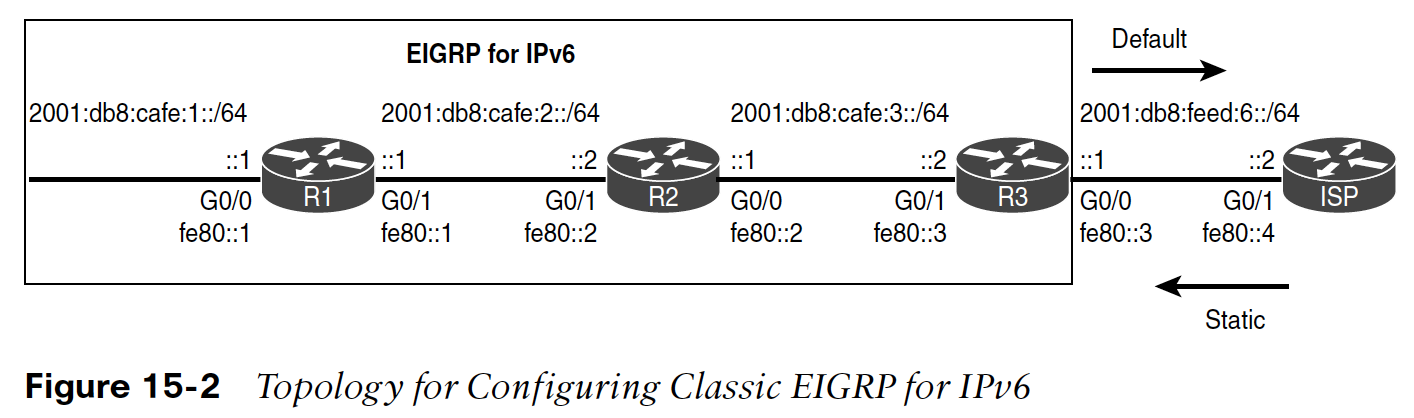 EIGRP for IPv6
Default
2001:db8:cafe:1::/64 2001:db8:cafe:2::/64 2001:db8:cafe:3::/64 2001:db8:feed:6::/64
::1 ::1 ::2 ::1 ::2 ::1 ::2
R1 R2 R3 ISP
G0/0 G0/1 G0/1 G0/0 G0/1 G0/0 G0/1
fe80::1 fe80::1 fe80::2 fe80::2 fe80::3 fe80::3 fe80::4
Static
Figure 15-2 Topology for Configuring Classic EIGRP for IPv6